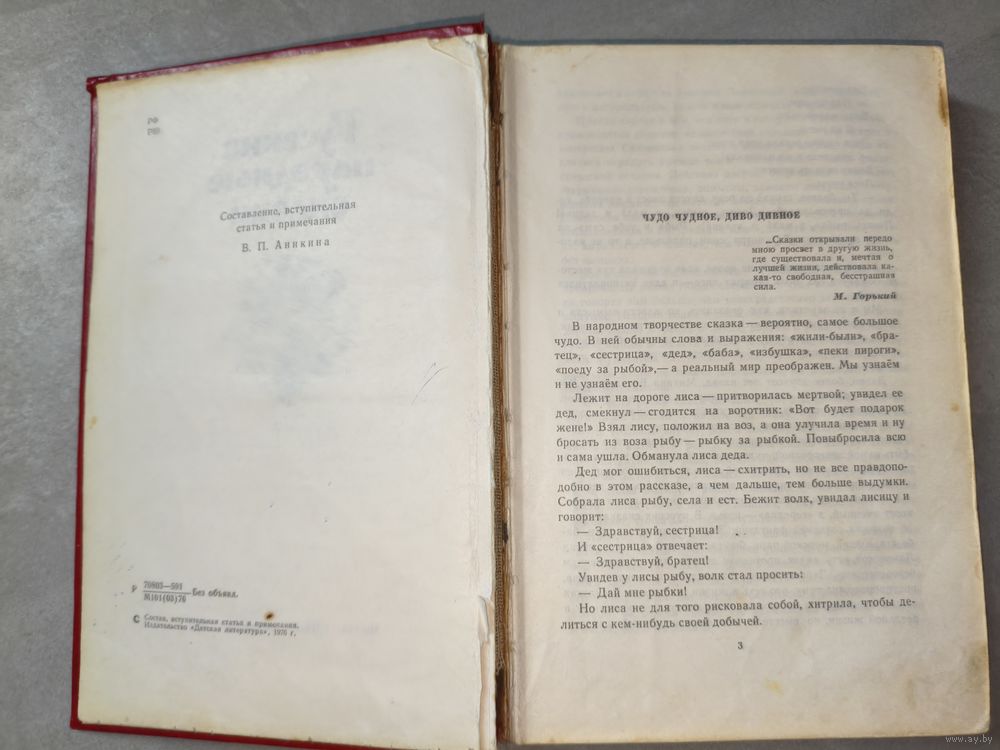 Составление, вступительная
статья и примечания
В. П. Аникина
Р 70803—591
М101(03)76 Без объявл.
© Состав, вступительная статья и примечания.
Издательство «Детская литература», 1976 г.
ЧУДО ЧУДНОЕ, ДИВО ДИВНОЕ
...Сказки открывали передо
мною просвет в другую жизнь,
где существовала и, мечтая о
лучшей жизни, действовала ка-
кая-то свободная, бесстрашная
сила.
М. Горький
В народном творчестве сказка — вероятно, самое большое
чудо. В ней обычны слова и выражения: «жили-были», «бра-
тец», «сестрица», «дед», «баба», «избушка», «пеки пироги»,
«поеду за рыбой», — а реальный мир преображен. Мы узнаём
и не узнаём его.
Лежит на дороге лиса — притворилась мертвой; увидел ее
дед, смекнул — сгодится на воротник: «Вот будет подарок
жене!» Взял лису, положил на воз, а она улучила время и ну
бросать из воза рыбу — рыбку за рыбкой. Повыбросила всю
и сама ушла. Обманула лиса деда.
Дед мог ошибиться, лиса — схитрить, но не все правдопо-
добно в этом рассказе, а чем дальше, тем больше выдумки.
Собрала лиса рыбу, села и ест. Бежит волк, увидал лисицу и
говорит:
— Здравствуй, сестрица!
И «сестрица» отвечает:
— Здравствуй, братец!
Увидев у лисы рыбу, волк стал просить:
— Дай мне рыбки!
Но лиса не для того рисковала собой, хитрила, чтобы де-
литься с кем-нибудь своей добычей.
3
www.ay.by